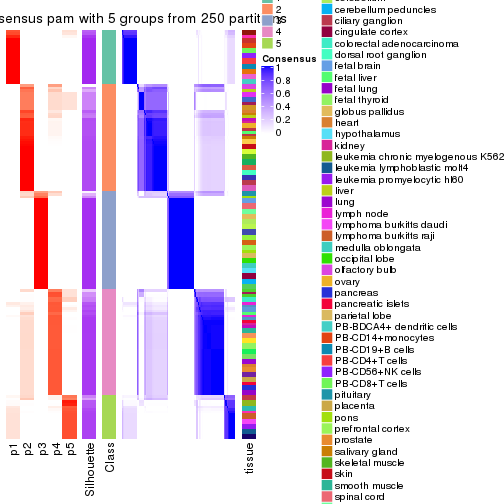 sensus pam with 5 groups from 250 partitions
1
2
3
4
5
Consensus
1
0.8
0.6
0.4
0.2
0
p1
p2
p3
p4
p5
Silhouette
Class
tissue
cerebellum peduncles
ciliary ganglion
cingulate cortex
colorectal adenocarcinoma
dorsal root ganglion
fetal brain
fetal liver
fetal lung
fetal thyroid
globus pallidus
heart
hypothalamus
kidney
leukemia chronic myelogenous K562
leukemia lymphoblastic molt4
leukemia promyelocytic hl60
liver
lung
lymph node
lymphoma burkitts daudi
lymphoma burkitts raji
medulla oblongata
occipital lobe
olfactory bulb
ovary
pancreas
pancreatic islets
parietal lobe
PB-BDCA4+ dendritic cells
PB-CD14+monocytes
PB-CD19+B cells
PB-CD4+T cells
PB-CD56+NK cells
PB-CD8+T cells
pituitary
placenta
pons
prefrontal cortex
prostate
salivary gland
skeletal muscle
skin
smooth muscle
spinal cord